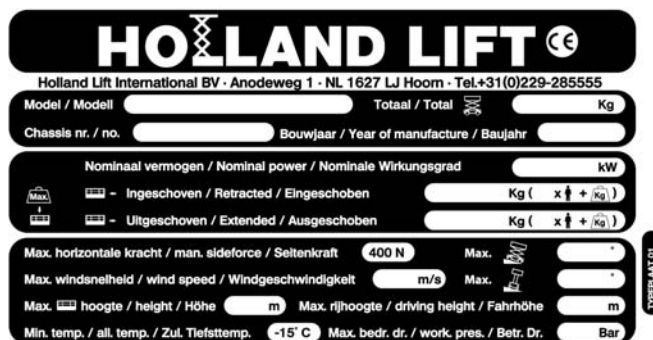 HOLLAND LIFT CE
Holland Lift International BV · Anodeweg 1 · NL 1627 LJ Hoorn · Tel.+31(0)229-285555
Model / Modell Totaal / Total Kg
Chassis nr. / no. Bouwjaar / Year of manufacture / Baujahr
Nominaal vermogen / Nominal power / Nominale Wirkungsgrad kW
Max. - Ingeschoven / Retracted / Eingeschoben Kg ( x + Kg )
- Uitgeschoven / Extended / Ausgeschoben Kg ( x + Kg )
Max. horizontale kracht / man. sideforce / Seitenkraft 400 N Max. °
Max. windsnelheid / wind speed / Windgeschwindigkeit m/s Max. °
Max. hoogte / height / Höhe m Max. rijhoogte / driving height / Fahrhöhe m
Min. temp. / all. temp. / Zul. Tiefsttemp. -15° C Max. bedr. dr. / work. pres. / Betr. Dr. Bar
TYPEPLAAT 01